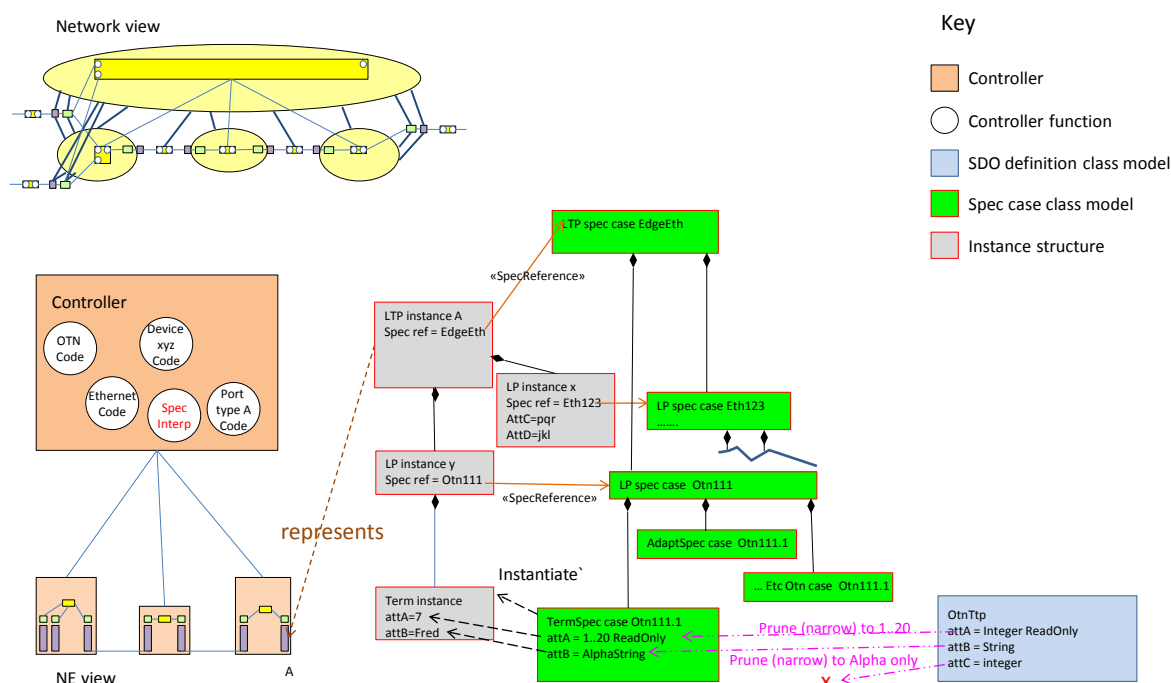 Network view
Key
Controller
Controller function
SDO definition class model
Spec case class model
Instance structure
LTP spec case EdgeEth
«SpecReference»
Controller
OTN
Code
Device
xyz
Code
Ethernet
Code
Spec
Interp
Port
type A
Code
LTP instance A
Spec ref = EdgeEth
LP instance x
Spec ref = Eth123
AttC=pqr
AttD=jkl
LP spec case Eth123
…….
LP instance y
Spec ref = Otn111
«SpecReference»
LP spec case  Otn111
represents
AdaptSpec case  Otn111.1
… Etc Otn case  Otn111.1
Instantiate`
Term instance
attA=7
attB=Fred
TermSpec case Otn111.1
attA = 1..20 ReadOnly
attB = AlphaString
Prune (narrow) to 1..20
Prune (narrow) to Alpha only
X
OtnTtp
attA = Integer ReadOnly
attB = String
attC = integer
A
NE view